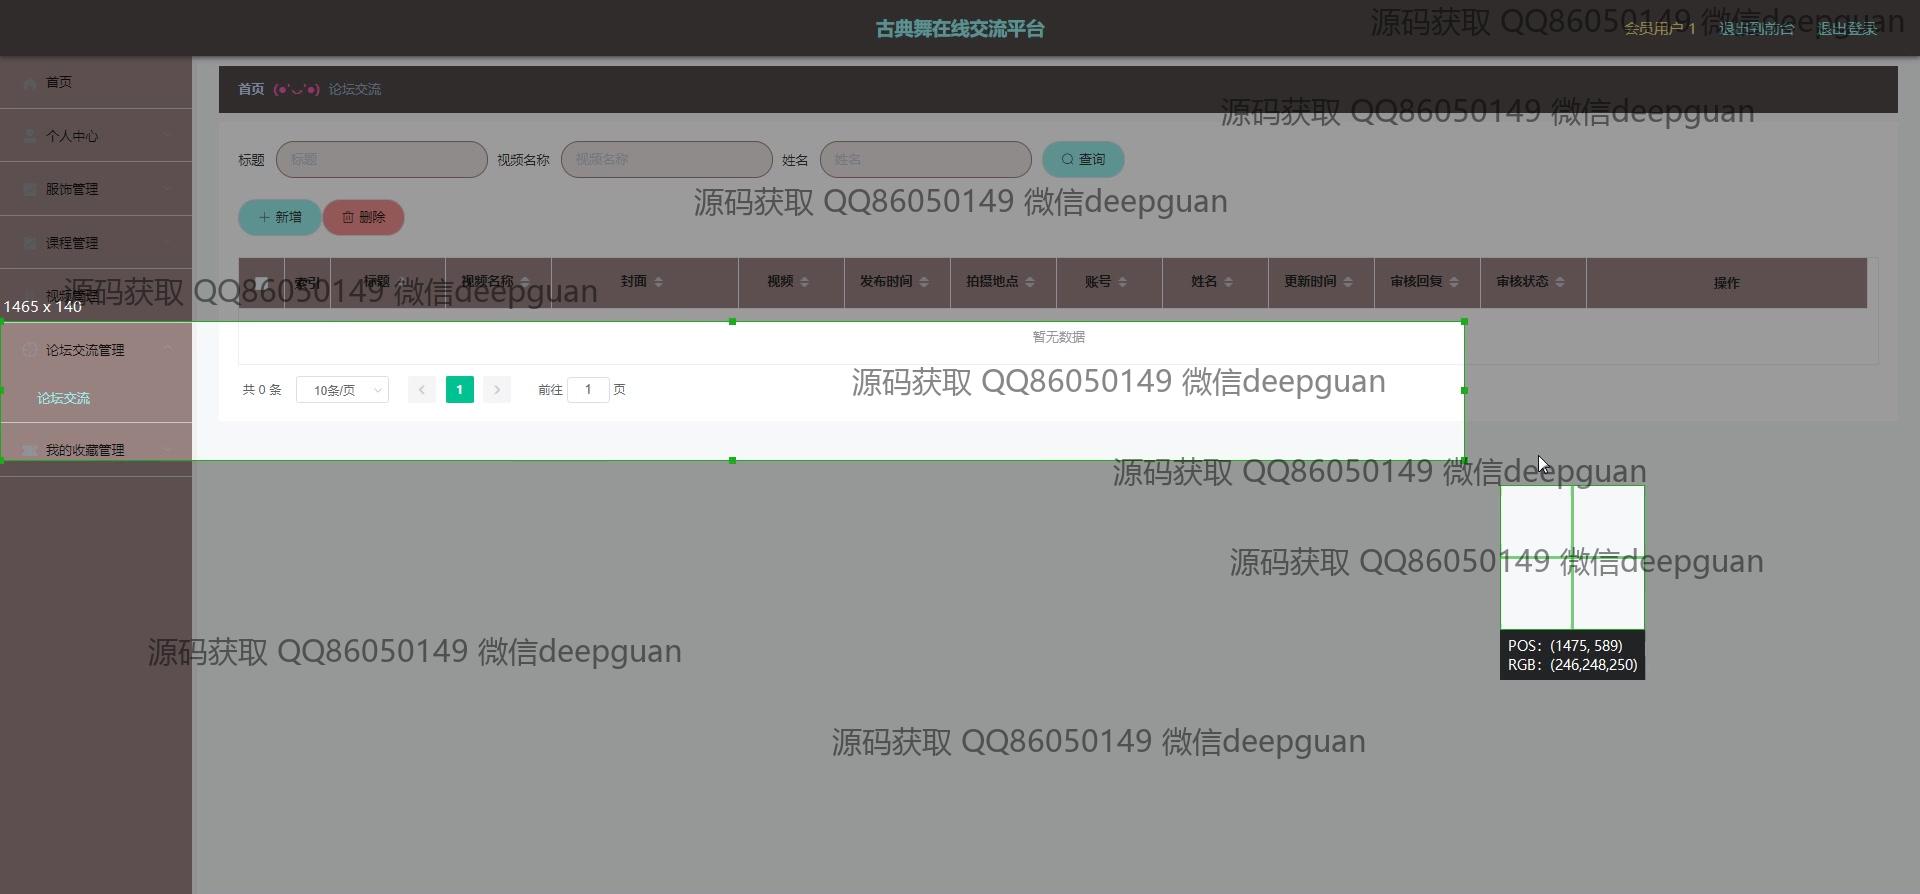 古典舞在线交流平台
会员用户 1 退出到前台 退出登录
源码获取 QQ86050149 微信deepguan
首页
首页 (●'◡'●) 论坛交流
源码获取 QQ86050149 微信deepguan
个人中心
标题 标题 视频名称 视频名称 姓名 姓名 查询
服饰管理
源码获取 QQ86050149 微信deepguan
新增 删除
课程管理
索引 标题 视频名称 封面 视频 发布时间 拍摄地点 账号 姓名 更新时间 审核回复 审核状态 操作
视频管理
源码获取 QQ86050149 微信deepguan
1465 x 140
暂无数据
论坛交流管理
源码获取 QQ86050149 微信deepguan
共 0 条 10条/页 1 前往 1 页
论坛交流
我的收藏管理
源码获取 QQ86050149 微信deepguan
源码获取 QQ86050149 微信deepguan
POS: (1475, 589)
RGB: (246,248,250)
源码获取 QQ86050149 微信deepguan
源码获取 QQ86050149 微信deepguan